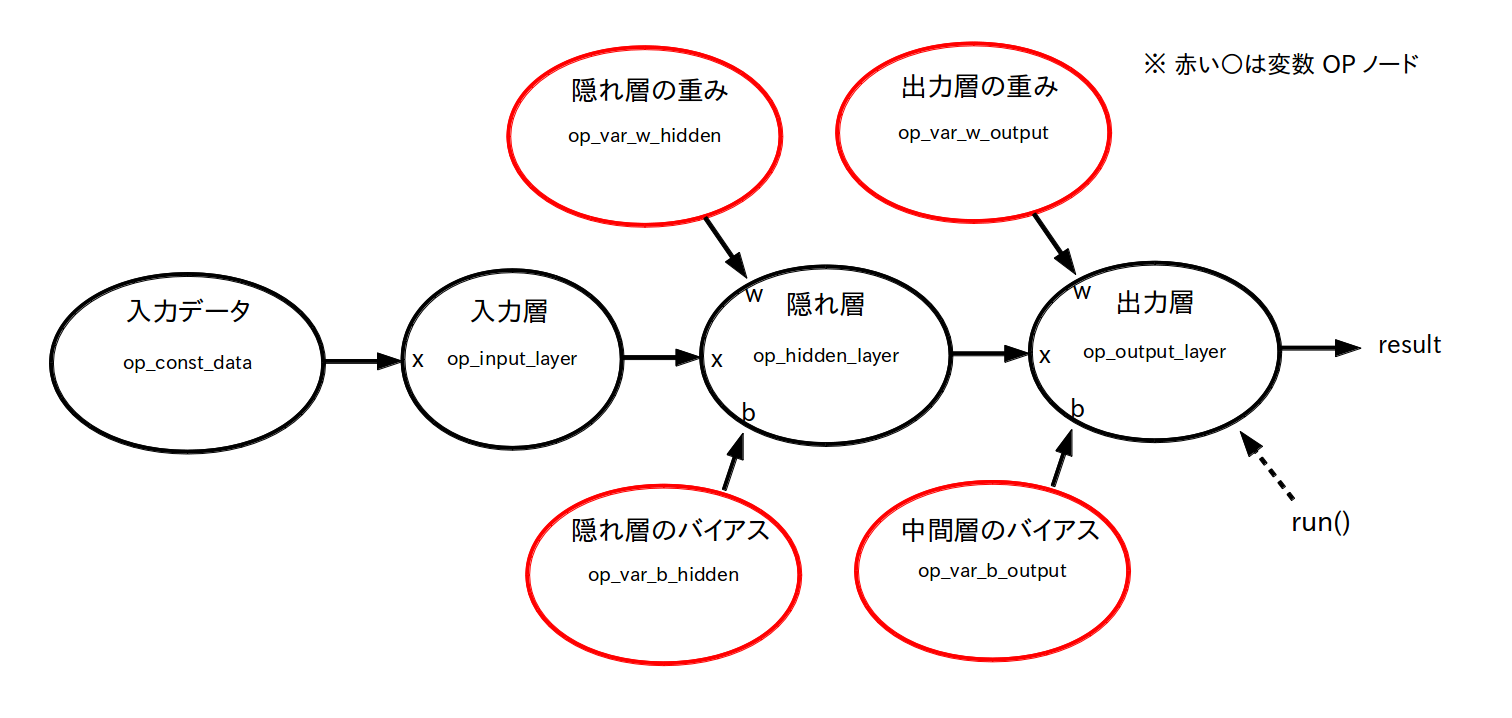 ※ 赤い〇は変数 OP ノード
隠れ層の重み
op_var_w_hidden
出力層の重み
op_var_w_output
入力データ
op_const_data
x
入力層
op_input_layer
w
x
b
隠れ層
op_hidden_layer
w
x
b
出力層
op_output_layer
result
run()
隠れ層のバイアス
op_var_b_hidden
中間層のバイアス
op_var_b_output